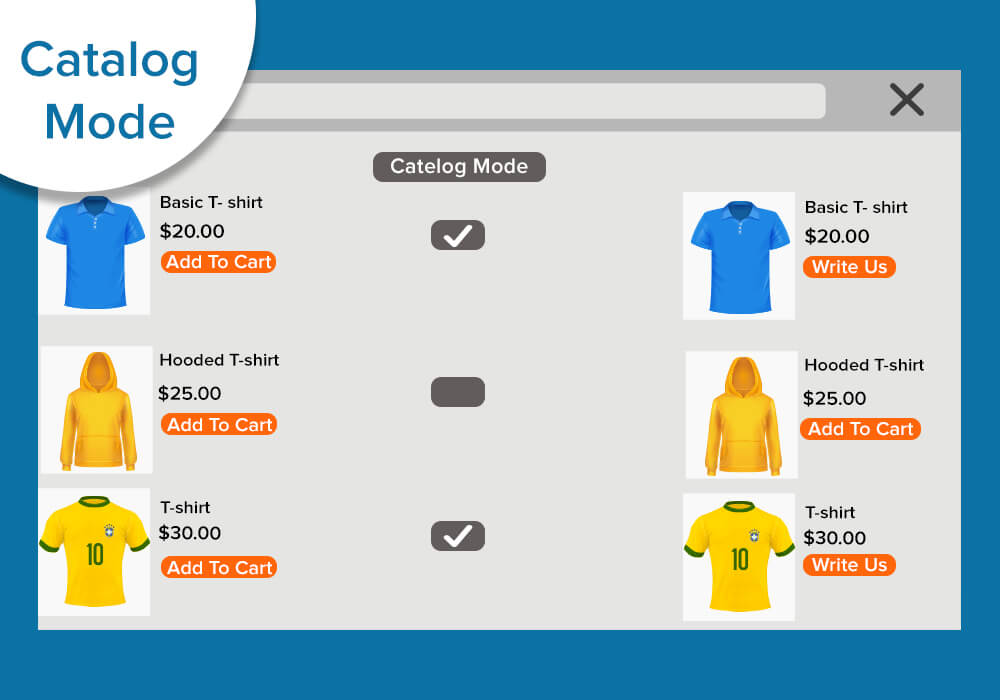 Catalog
Mode
Catelog Mode
Basic T- shirt
$20.00
Add To Cart
Basic T- shirt
$20.00
Write Us
Hooded T-shirt
$25.00
Add To Cart
Hooded T-shirt
$25.00
Add To Cart
T-shirt
$30.00
Add To Cart
10
T-shirt
$30.00
Write Us
10